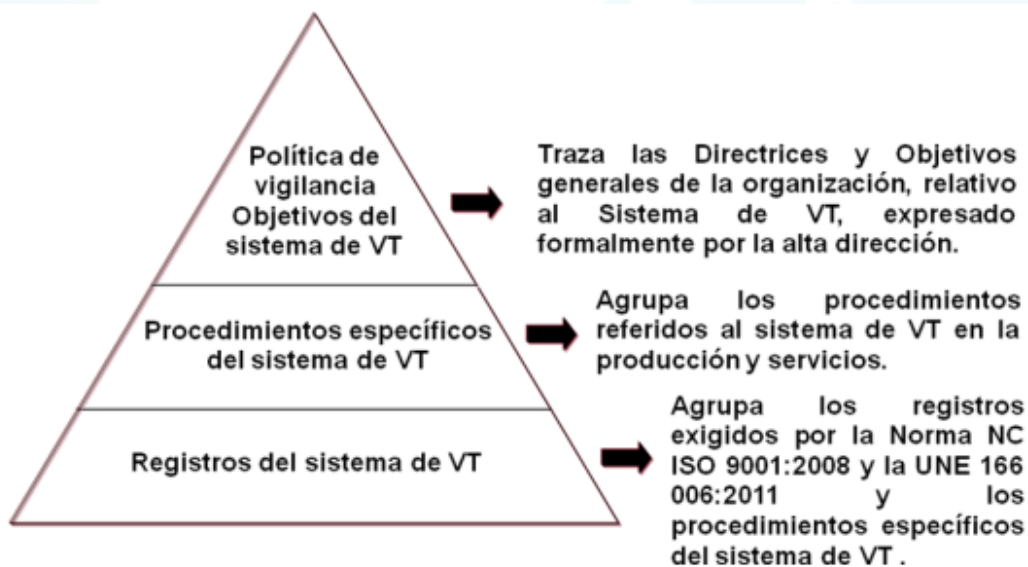 Política de
vigilancia
Objetivos del
sistema de VT
Traza las Directrices y Objetivos
generales de la organización, relativo
al Sistema de VT, expresado
formalmente por la alta dirección.
Procedimientos específicos
del sistema de VT
Agrupa los procedimientos
referidos al sistema de VT en la
producción y servicios.
Registros del sistema de VT
Agrupa los registros
exigidos por la Norma NC
ISO 9001:2008 y la UNE 166
006:2011 y los
procedimientos específicos
del sistema de VT .